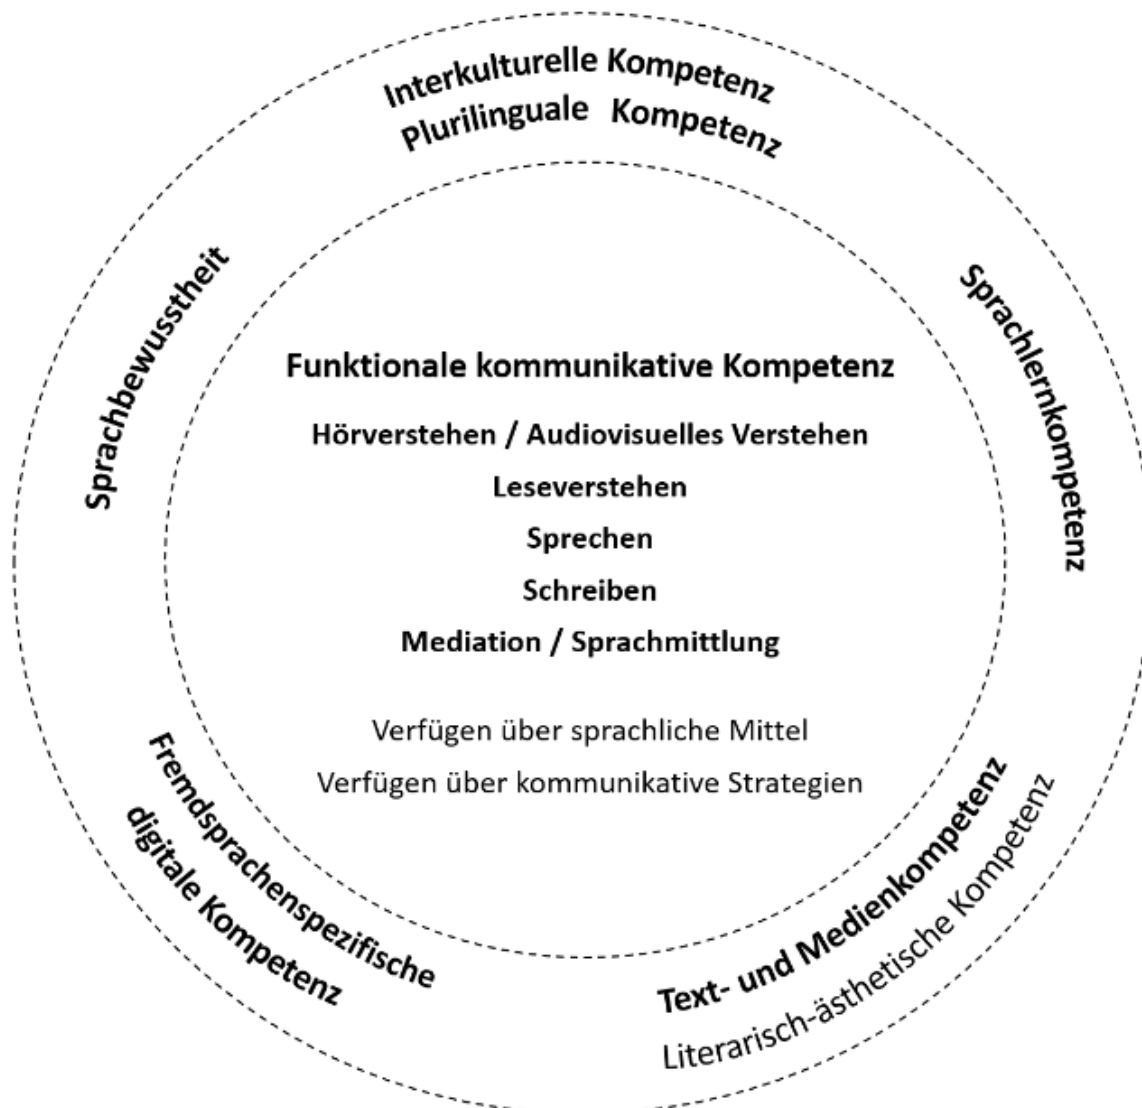 Interkulturelle Kompetenz
Plurilinguale Kompetenz
Sprachbewusstheit
Sprachlernkompetenz
Funktionale kommunikative Kompetenz
Hörverstehen / Audiovisuelles Verstehen
Leseverstehen
Sprechen
Schreiben
Mediation / Sprachmittlung
Verfügen über sprachliche Mittel
Verfügen über kommunikative Strategien
Fremdsprachenspezifische
digitale Kompetenz
Text- und Medienkompetenz
Literarisch-ästhetische Kompetenz